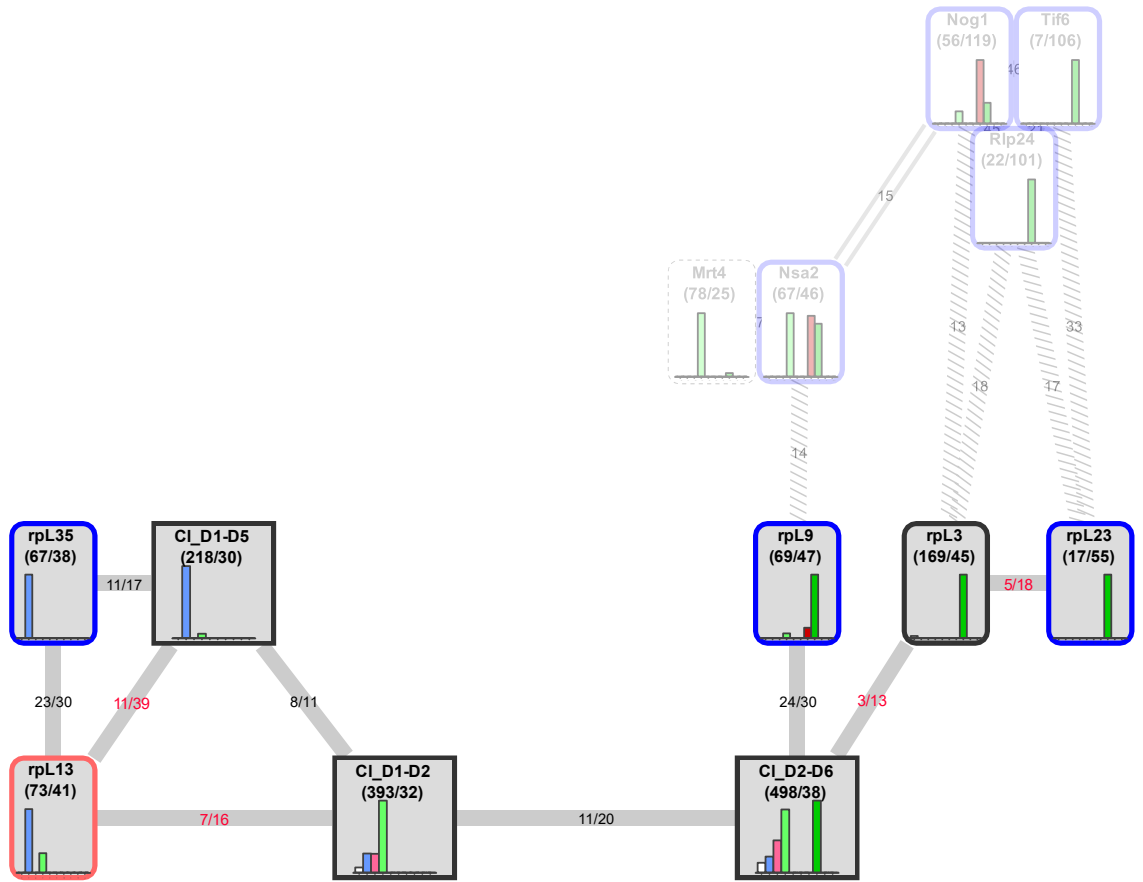 Nog1
(56/119)
Tif6
(7/106)
46
45
21
Rlp24
(22/101)
15
Mrt4
(78/25)
7
Nsa2
(67/46)
13
33
18
17
14
rpL35
(67/38)
CI_D1-D5
(218/30)
rpL9
(69/47)
rpL3
(169/45)
rpL23
(17/55)
11/17
5/18
23/30
11/39
8/11
24/30
3/13
rpL13
(73/41)
CI_D1-D2
(393/32)
CI_D2-D6
(498/38)
7/16
11/20